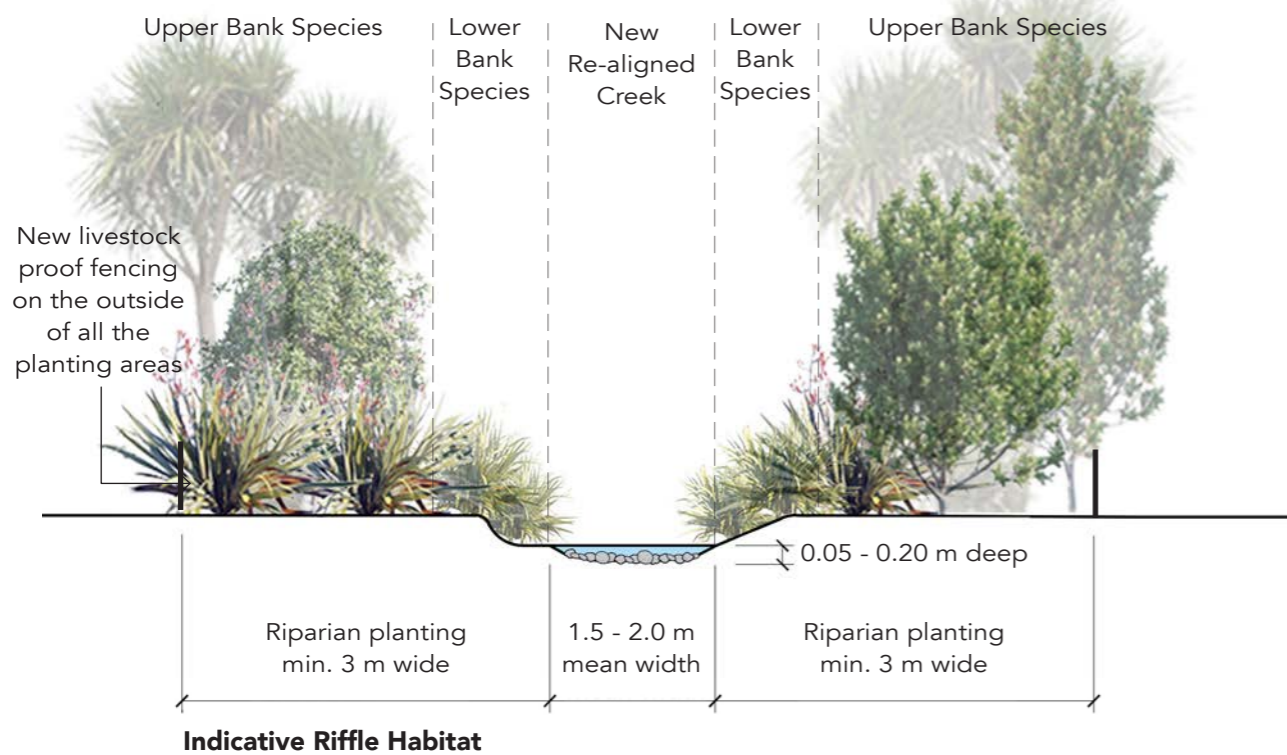 Upper Bank Species
Lower
Bank
Species
New
Re-aligned
Creek
Lower
Bank
Species
Upper Bank Species
New livestock
proof fencing
on the outside
of all the
planting areas
0.05 - 0.20 m deep
Riparian planting
min. 3 m wide
1.5 - 2.0 m
mean width
Riparian planting
min. 3 m wide
Indicative Riffle Habitat